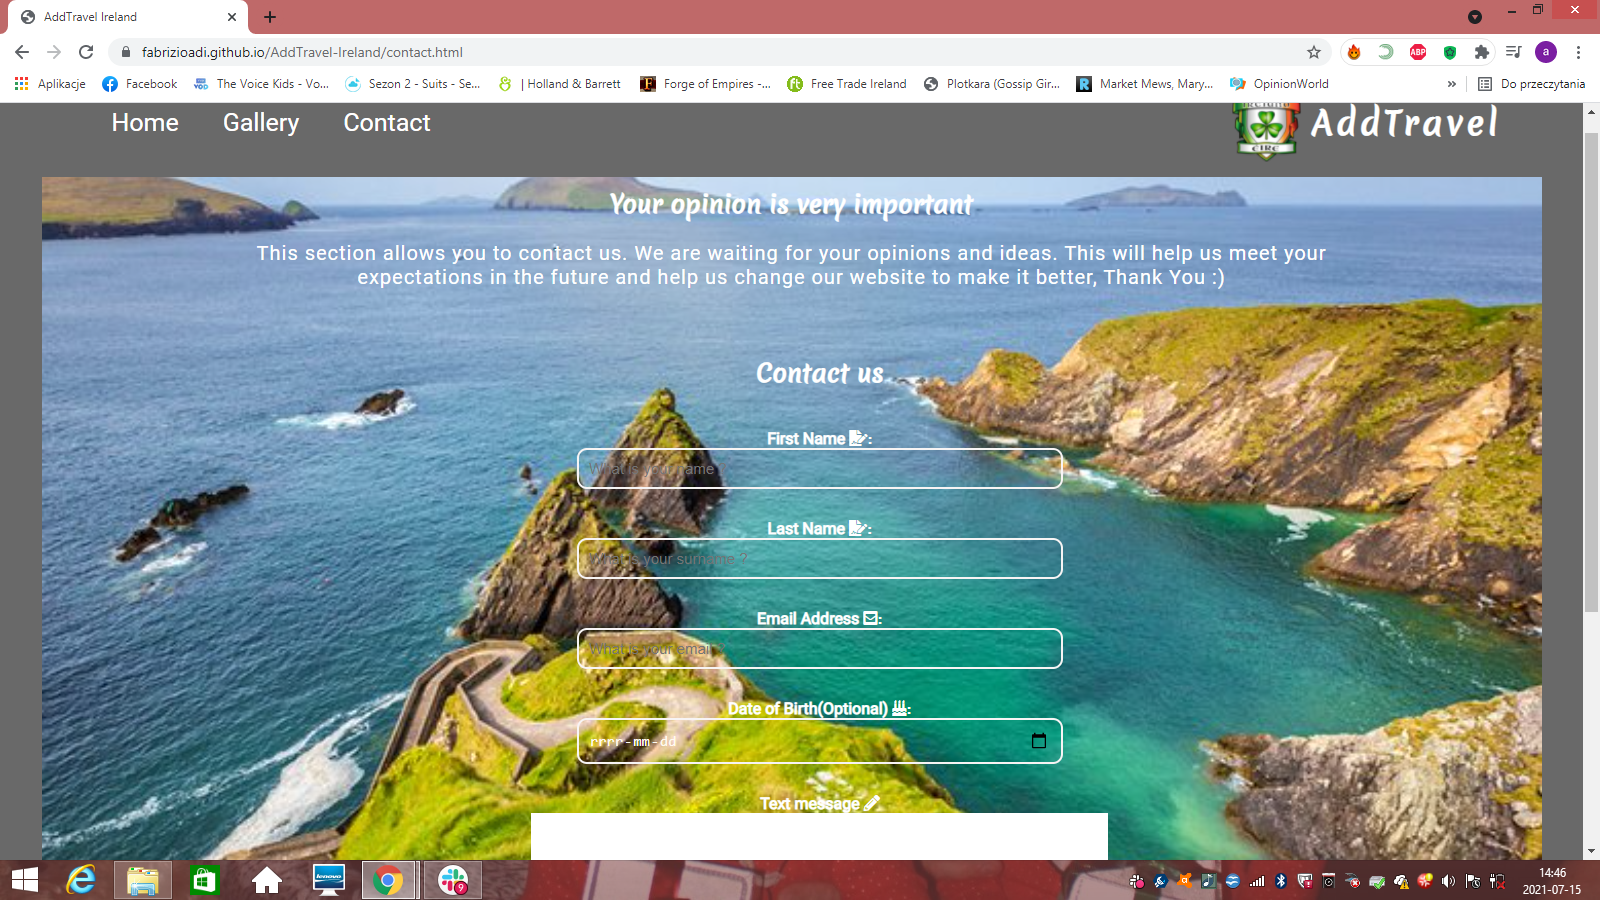 AddTravel Ireland
fabrizioadi.github.io/AddTravel-Ireland/contact.html
ABP
a
Aplikacje
Facebook
The Voice Kids - Vo...
Sezon 2 - Suits - Se...
| Holland & Barrett
Forge of Empires -...
Free Trade Ireland
Plotkara (Gossip Gir...
Market Mews, Mary...
OpinionWorld
»
Do przeczytania
Home
Gallery
Contact
EIRE
AddTravel
Your opinion is very important
This section allows you to contact us. We are waiting for your opinions and ideas. This will help us meet your
expectations in the future and help us change our website to make it better, Thank You :)
Contact us
First Name :
What is your name
Last Name :
What is your surname ?
Email Address :
your email
Date of Birth(Optional) :
rrrr-mm-dd
Text message
lenovo
9
14:46
2021-07-15